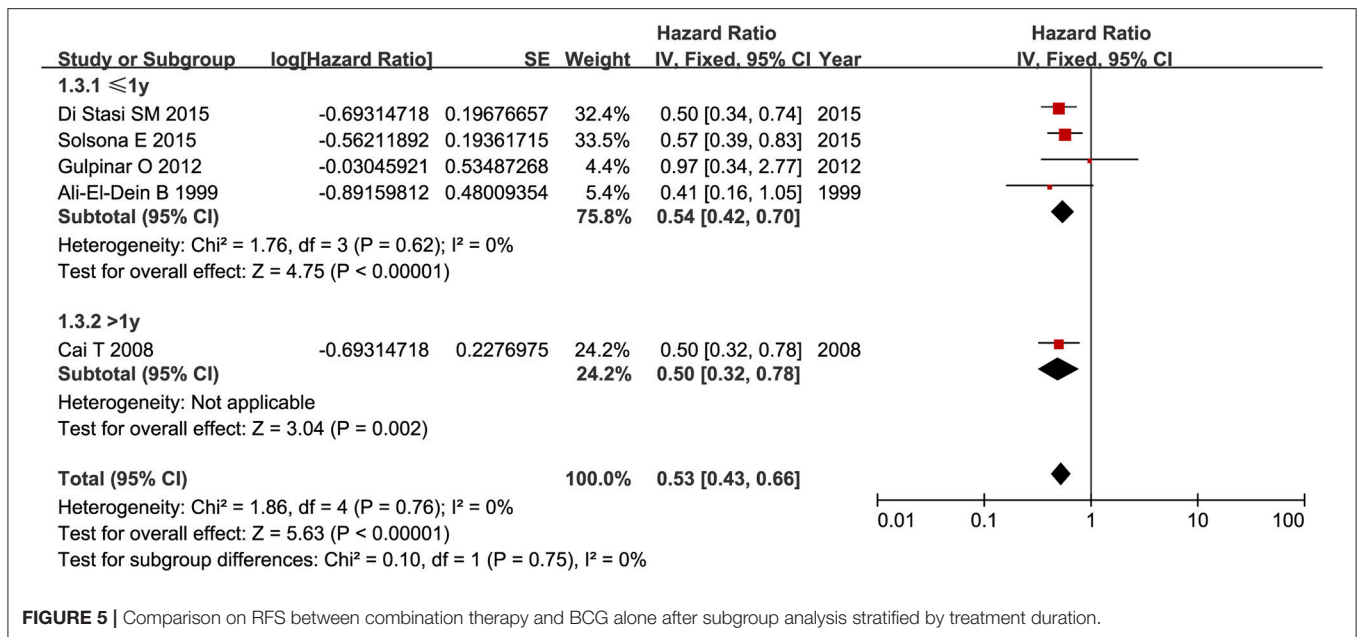 Hazard Ratio Hazard Ratio
Study or Subgroup log[Hazard Ratio] SE Weight IV, Fixed, 95% CI Year IV, Fixed, 95% CI
1.3.1 ⩽1y
Di Stasi SM 2015 -0.69314718 0.19676657 32.4% 0.50 [0.34, 0.74] 2015
Solsona E 2015 -0.56211892 0.19361715 33.5% 0.57 [0.39, 0.83] 2015
Gulpinar O 2012 -0.03045921 0.53487268 4.4% 0.97 [0.34, 2.77] 2012
Ali-El-Dein B 1999 -0.89159812 0.48009354 5.4% 0.41 [0.16, 1.05] 1999
Subtotal (95% CI) 75.8% 0.54 [0.42, 0.70]
Heterogeneity: Chi² = 1.76, df = 3 (P = 0.62); I² = 0%
Test for overall effect: Z = 4.75 (P < 0.00001)
1.3.2 >1y
Cai T 2008 -0.69314718 0.2276975 24.2% 0.50 [0.32, 0.78] 2008
Subtotal (95% CI) 24.2% 0.50 [0.32, 0.78]
Heterogeneity: Not applicable
Test for overall effect: Z = 3.04 (P = 0.002)
Total (95% CI) 100.0% 0.53 [0.43, 0.66]
Heterogeneity: Chi² = 1.86, df = 4 (P = 0.76); I² = 0%
Test for overall effect: Z = 5.63 (P < 0.00001)
Test for subgroup differences: Chi² = 0.10, df = 1 (P = 0.75), I² = 0%
0.01 0.1 1 10 100
FIGURE 5 | Comparison on RFS between combination therapy and BCG alone after subgroup analysis stratified by treatment duration.